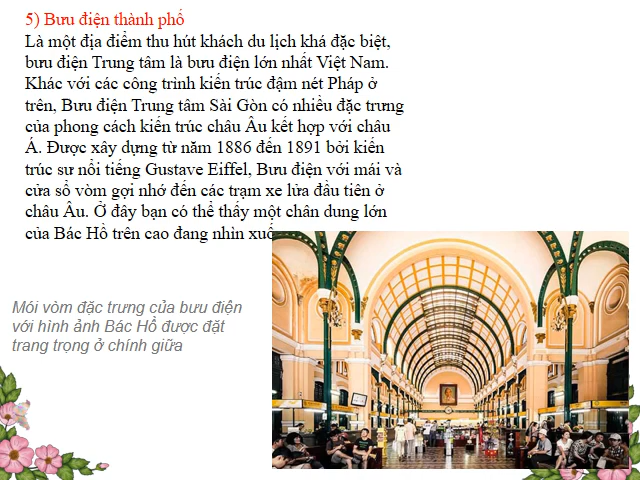 5) Bưu điện thành phố
Là một địa điểm thu hút khách du lịch khá đặc biệt,
bưu điện Trung tâm là bưu điện lớn nhất Việt Nam.
Khác với các công trình kiến trúc đậm nét Pháp ở
trên, Bưu điện Trung tâm Sài Gòn có nhiều đặc trưng
của phong cách kiến trúc châu Âu kết hợp với châu
Á. Được xây dựng từ năm 1886 đến 1891 bởi kiến
trúc sư nổi tiếng Gustave Eiffel, Bưu điện với mái và
cửa sổ vòm gợi nhớ đến các trạm xe lửa đầu tiên ở
châu Âu. Ở đây bạn có thể thấy một chân dung lớn
của Bác Hồ trên cao đang nhìn
Mói vòm đặc trưng của bưu điện
với hình ảnh Bác Hồ được đặt
trang trọng ở chính giữa